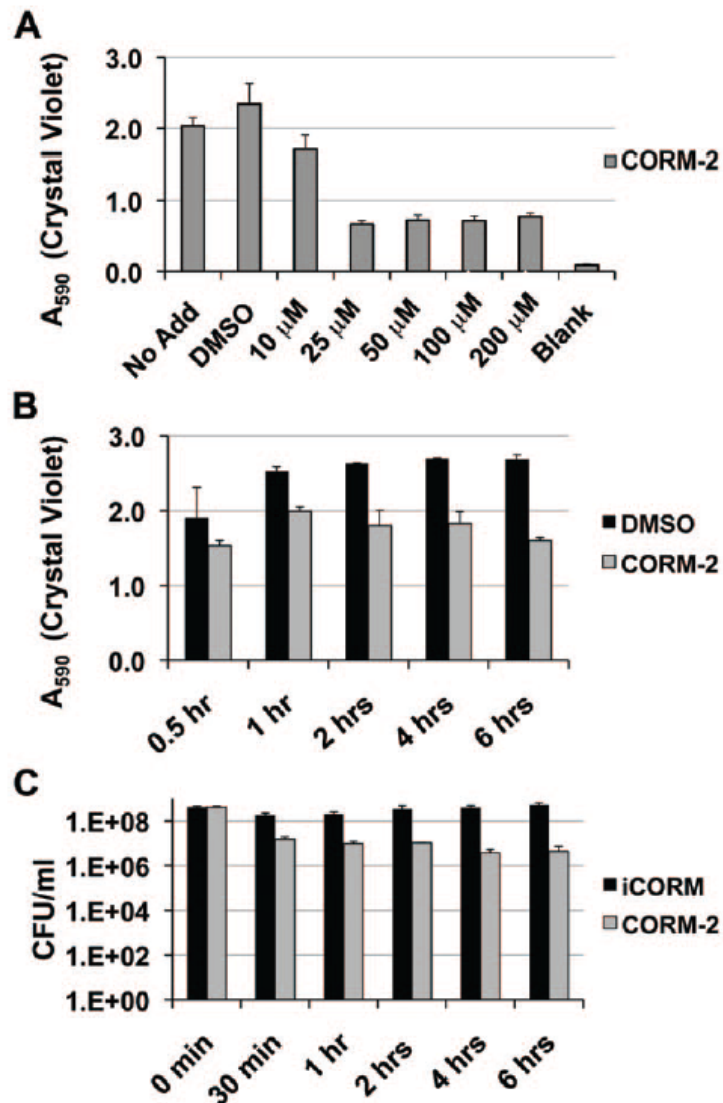 A
A590 (Crystal Violet)
3.0
2.0
1.0
0.0
No Add
DMSO
10 μM
25 μM
50 μM
100 μM
200 μM
Blank
CORM-2
B
A590 (Crystal Violet)
3.0
2.0
1.0
0.0
0.5 hr
1 hr
2 hrs
4 hrs
6 hrs
DMSO
CORM-2
C
CFU/ml
1.E+08
1.E+06
1.E+04
1.E+02
1.E+00
0 min
30 min
1 hr
2 hrs
4 hrs
6 hrs
iCORM
CORM-2